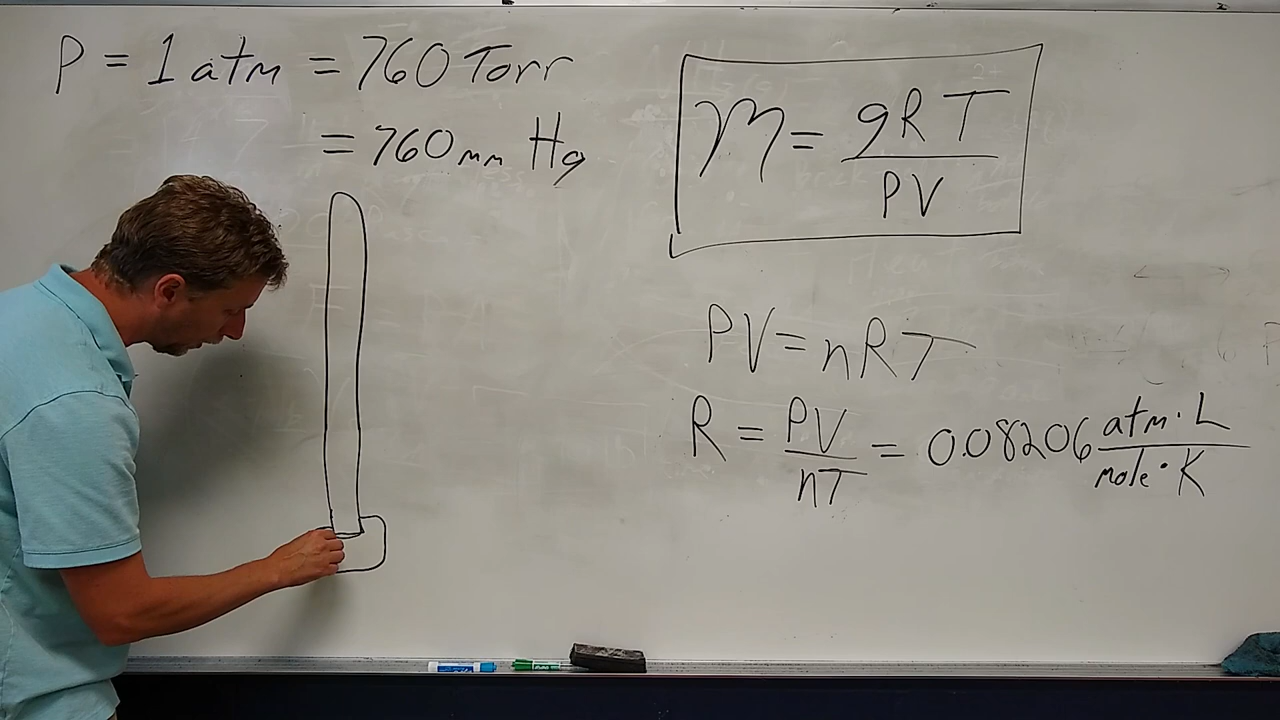 P = 1 atm = 760 Torr
= 760 mm Hg
M = gRT / PV
PV = nRT
R = PV / nT = 0.08206 atm·L / mole·K